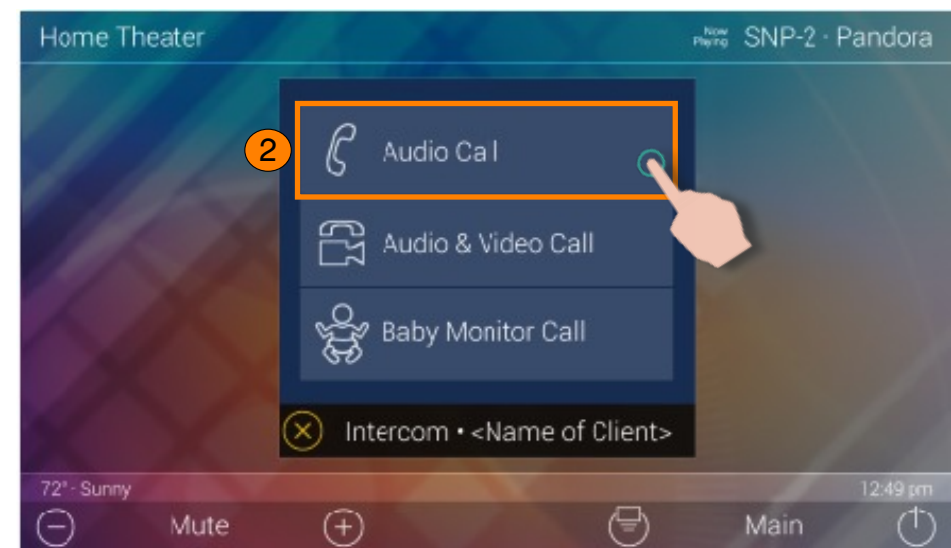 Home Theater
Now Playing SNP-2 · Pandora
2
Audio Call
Audio & Video Call
Baby Monitor Call
Intercom • <Name of Client>
72° - Sunny
12:49 pm
Mute
Main